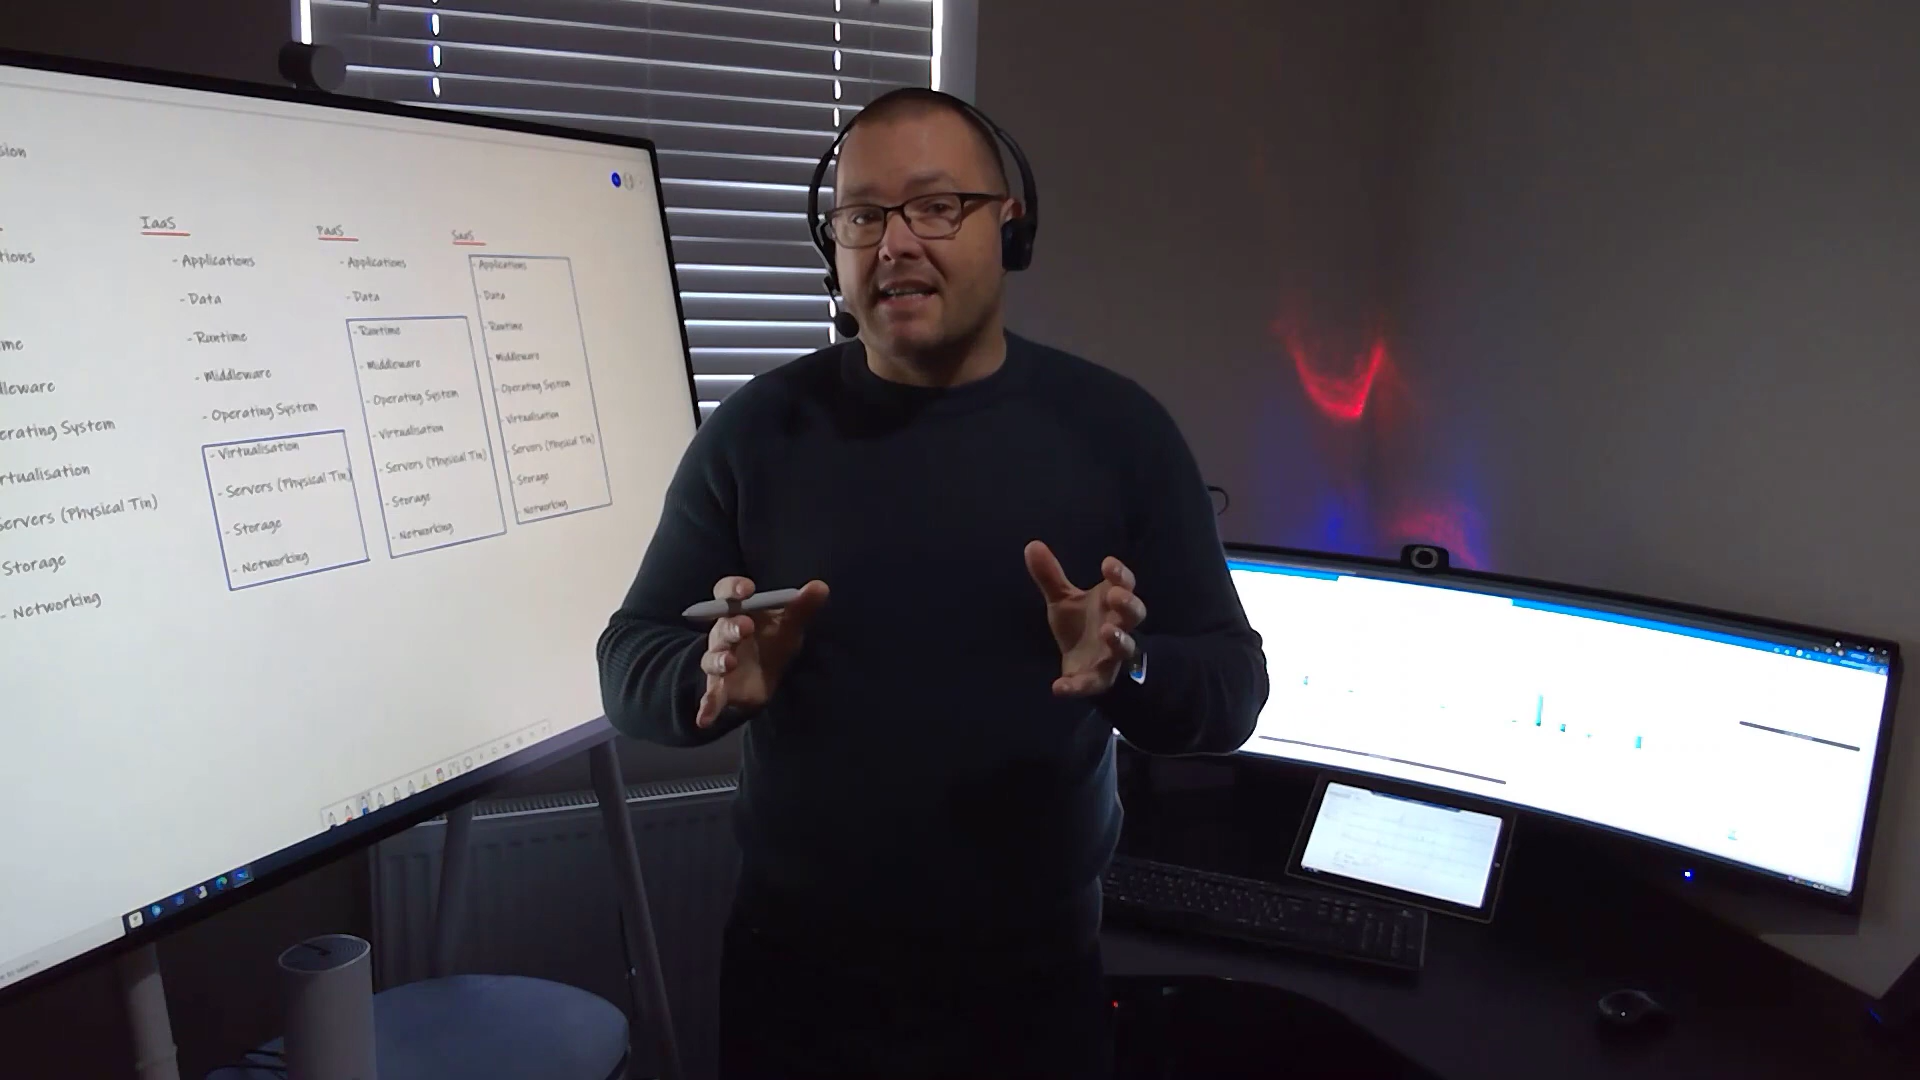 sion
IaaS
PaaS
SaaS
tions
- Applications
- Applications
- Applications
- Data
- Data
- Data
me
- Runtime
- Runtime
- Runtime
lleware
- Middleware
- Middleware
- Middleware
erating System
- Operating System
- Operating System
- Operating System
rtualisation
- Virtualisation
- Virtualisation
- Virtualisation
Servers (Physical Tin)
- Servers (Physical Tin)
- Servers (Physical Tin)
- Servers (Physical Tin)
Storage
- Storage
- Storage
- Storage
- Networking
- Networking
- Networking
- Networking